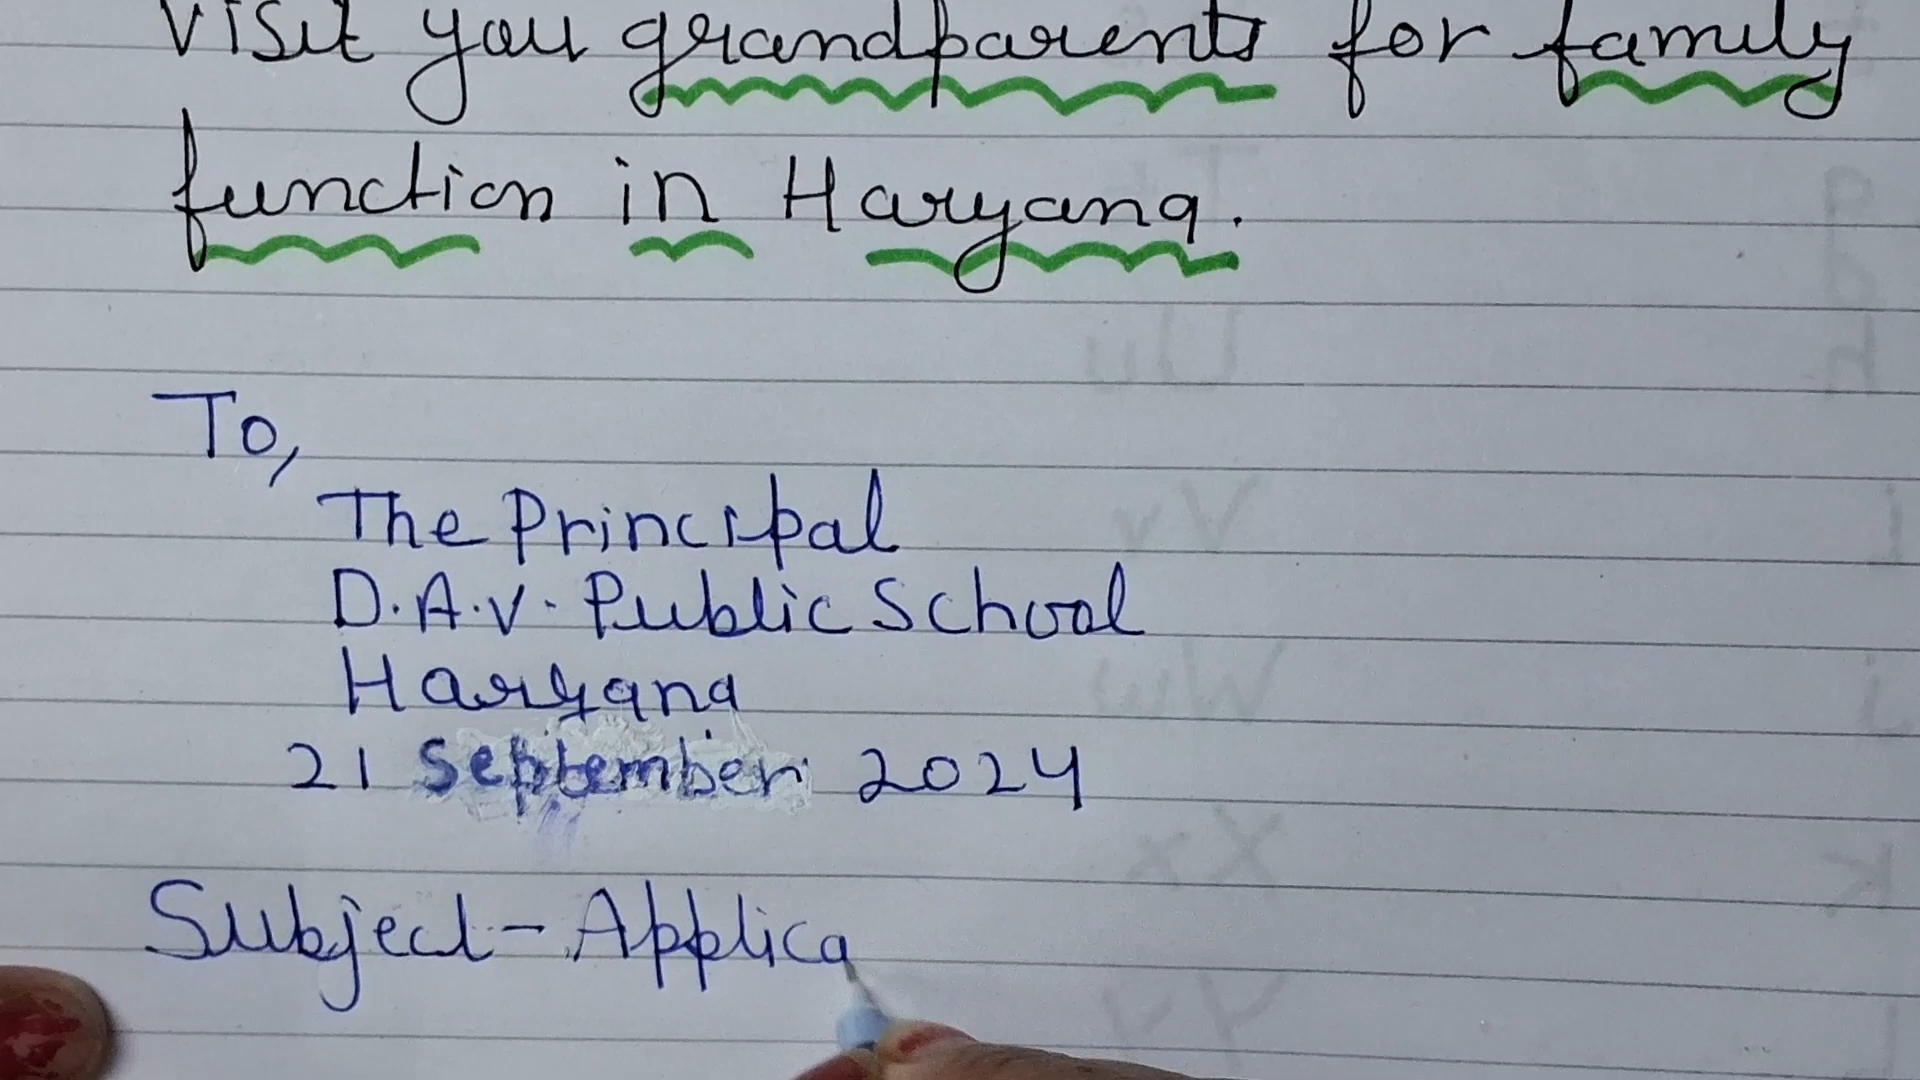 visit you grandparents for family
function in Haryana.
To,
The Principal
D.A.V. Public School
Haryana
21 September 2024
Subject - Applica